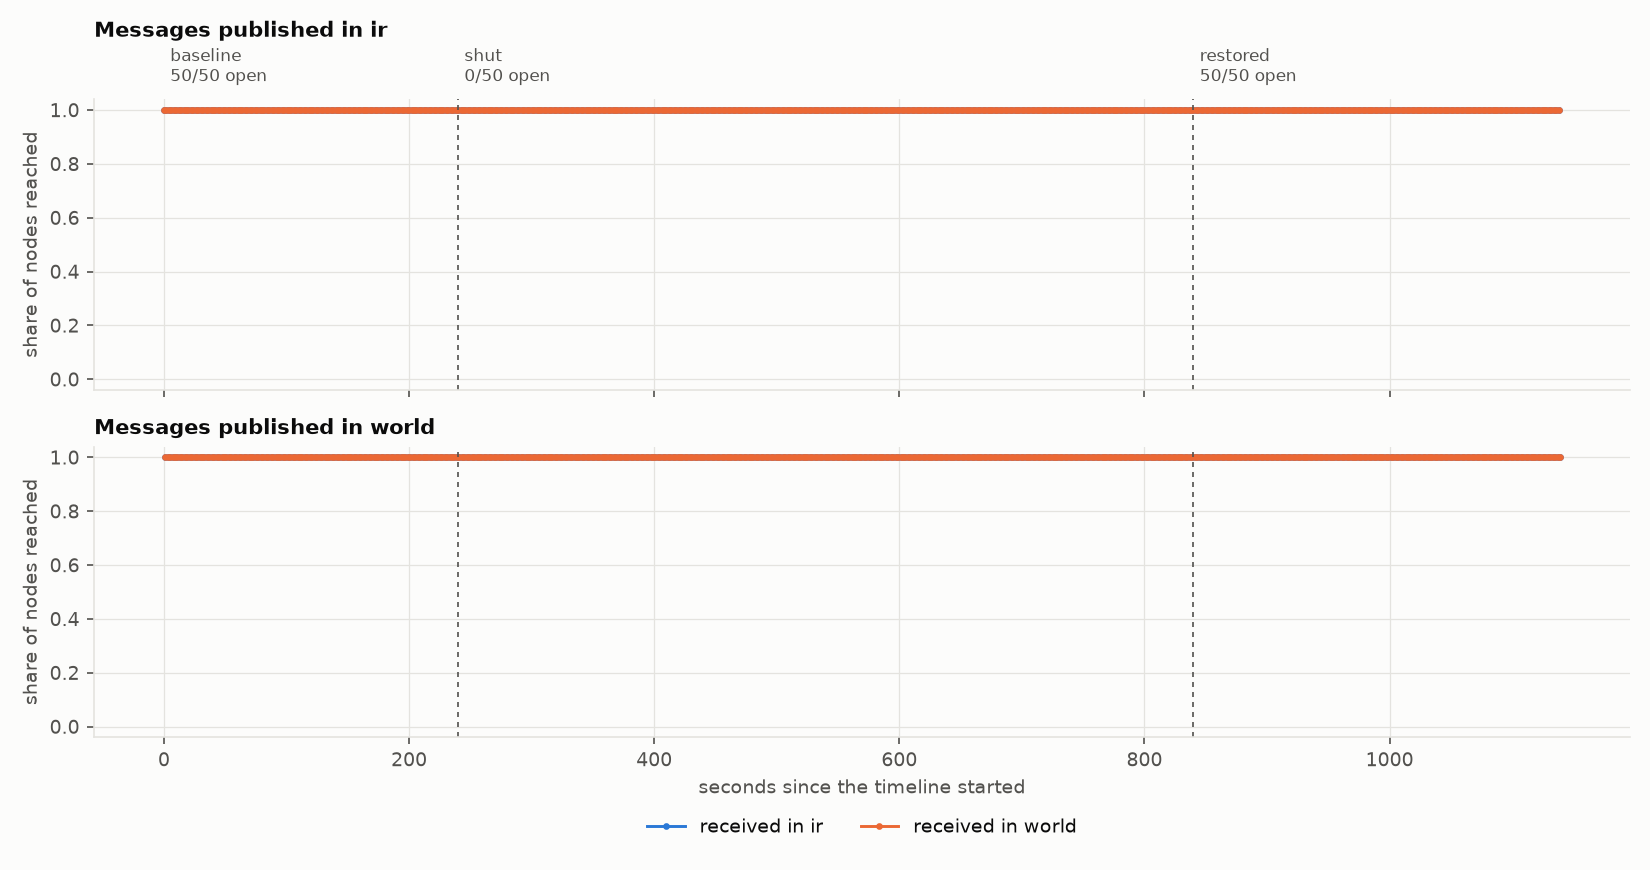 Messages published in ir
baseline
50/50 open
shut
0/50 open
restored
50/50 open
share of nodes reached
1.0
0.8
0.6
0.4
0.2
0.0
Messages published in world
share of nodes reached
1.0
0.8
0.6
0.4
0.2
0.0
0 200 400 600 800 1000
seconds since the timeline started
received in ir received in world